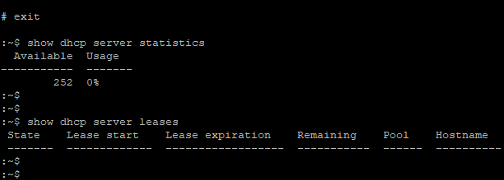 # exit
:~$ show dhcp server statistics
  Available  Usage
-----------  -------
        252  0%
:~$
:~$
:~$ show dhcp server leases
 State    Lease start    Lease expiration    Remaining    Pool    Hostname
-------  -------------  ------------------  -----------  ------  ----------
:~$
:~$